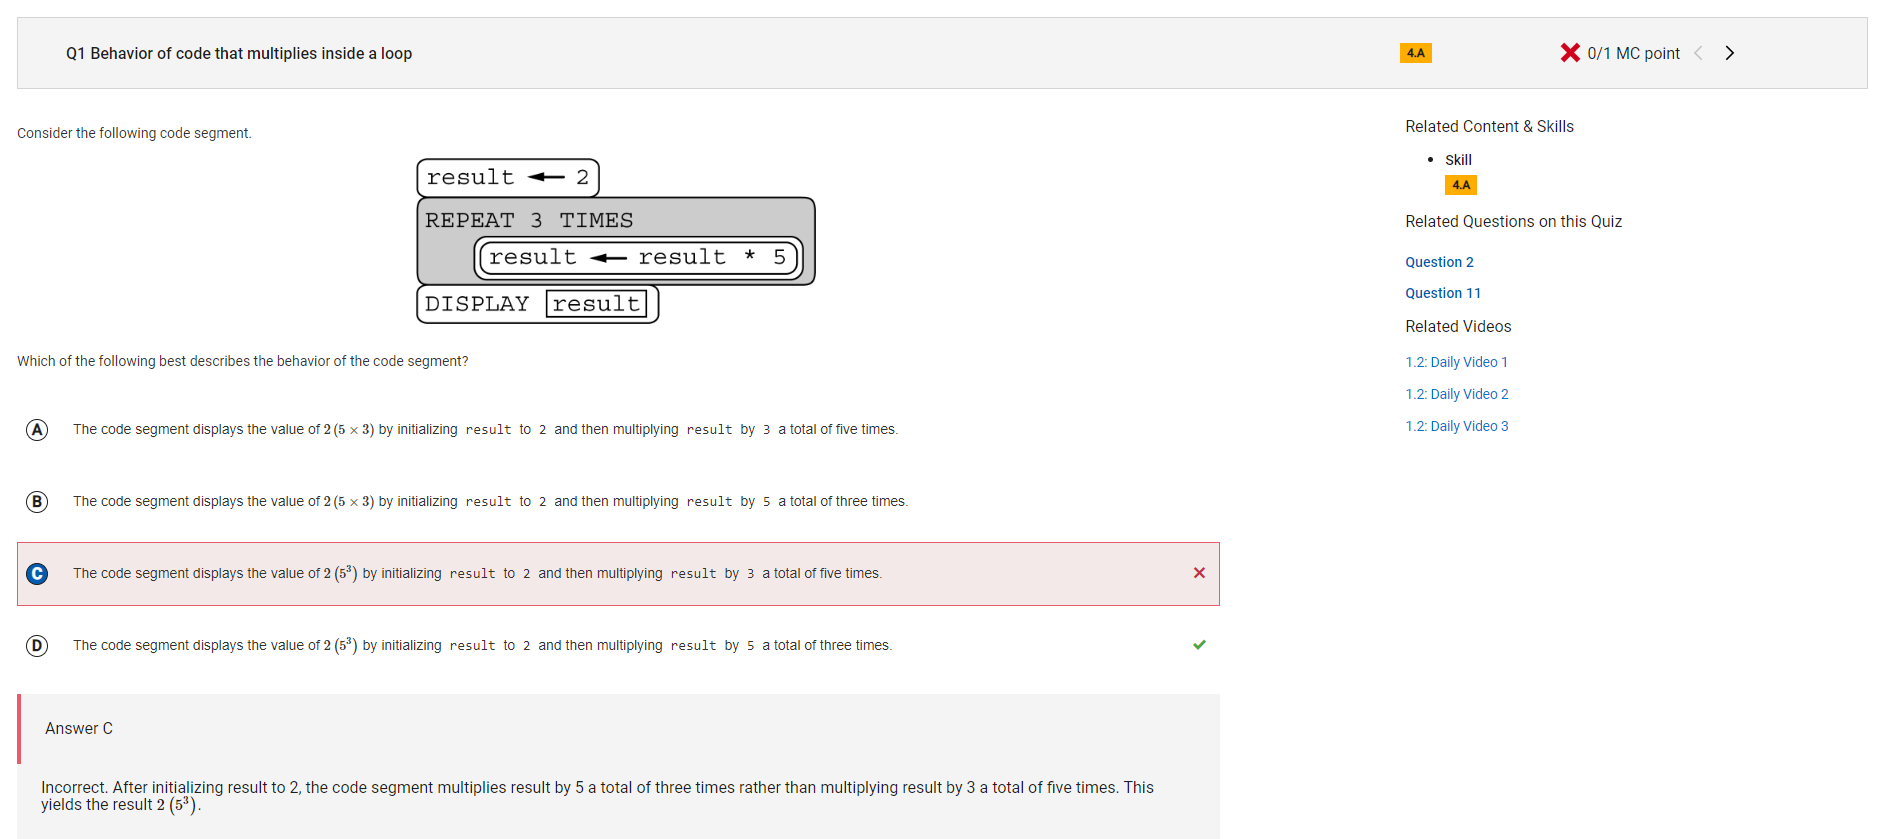 Q1 Behavior of code that multiplies inside a loop
4.A
0/1 MC point
Consider the following code segment.
result ← 2
REPEAT 3 TIMES
result ← result * 5
DISPLAY result
Which of the following best describes the behavior of the code segment?
A The code segment displays the value of 2 (5 × 3) by initializing result to 2 and then multiplying result by 3 a total of five times.
B The code segment displays the value of 2 (5 × 3) by initializing result to 2 and then multiplying result by 5 a total of three times.
C The code segment displays the value of 2 (5³) by initializing result to 2 and then multiplying result by 3 a total of five times.
D The code segment displays the value of 2 (5³) by initializing result to 2 and then multiplying result by 5 a total of three times.
Answer C
Incorrect. After initializing result to 2, the code segment multiplies result by 5 a total of three times rather than multiplying result by 3 a total of five times. This
yields the result 2 (5³).
Related Content & Skills
• Skill
4.A
Related Questions on this Quiz
Question 2
Question 11
Related Videos
1.2: Daily Video 1
1.2: Daily Video 2
1.2: Daily Video 3